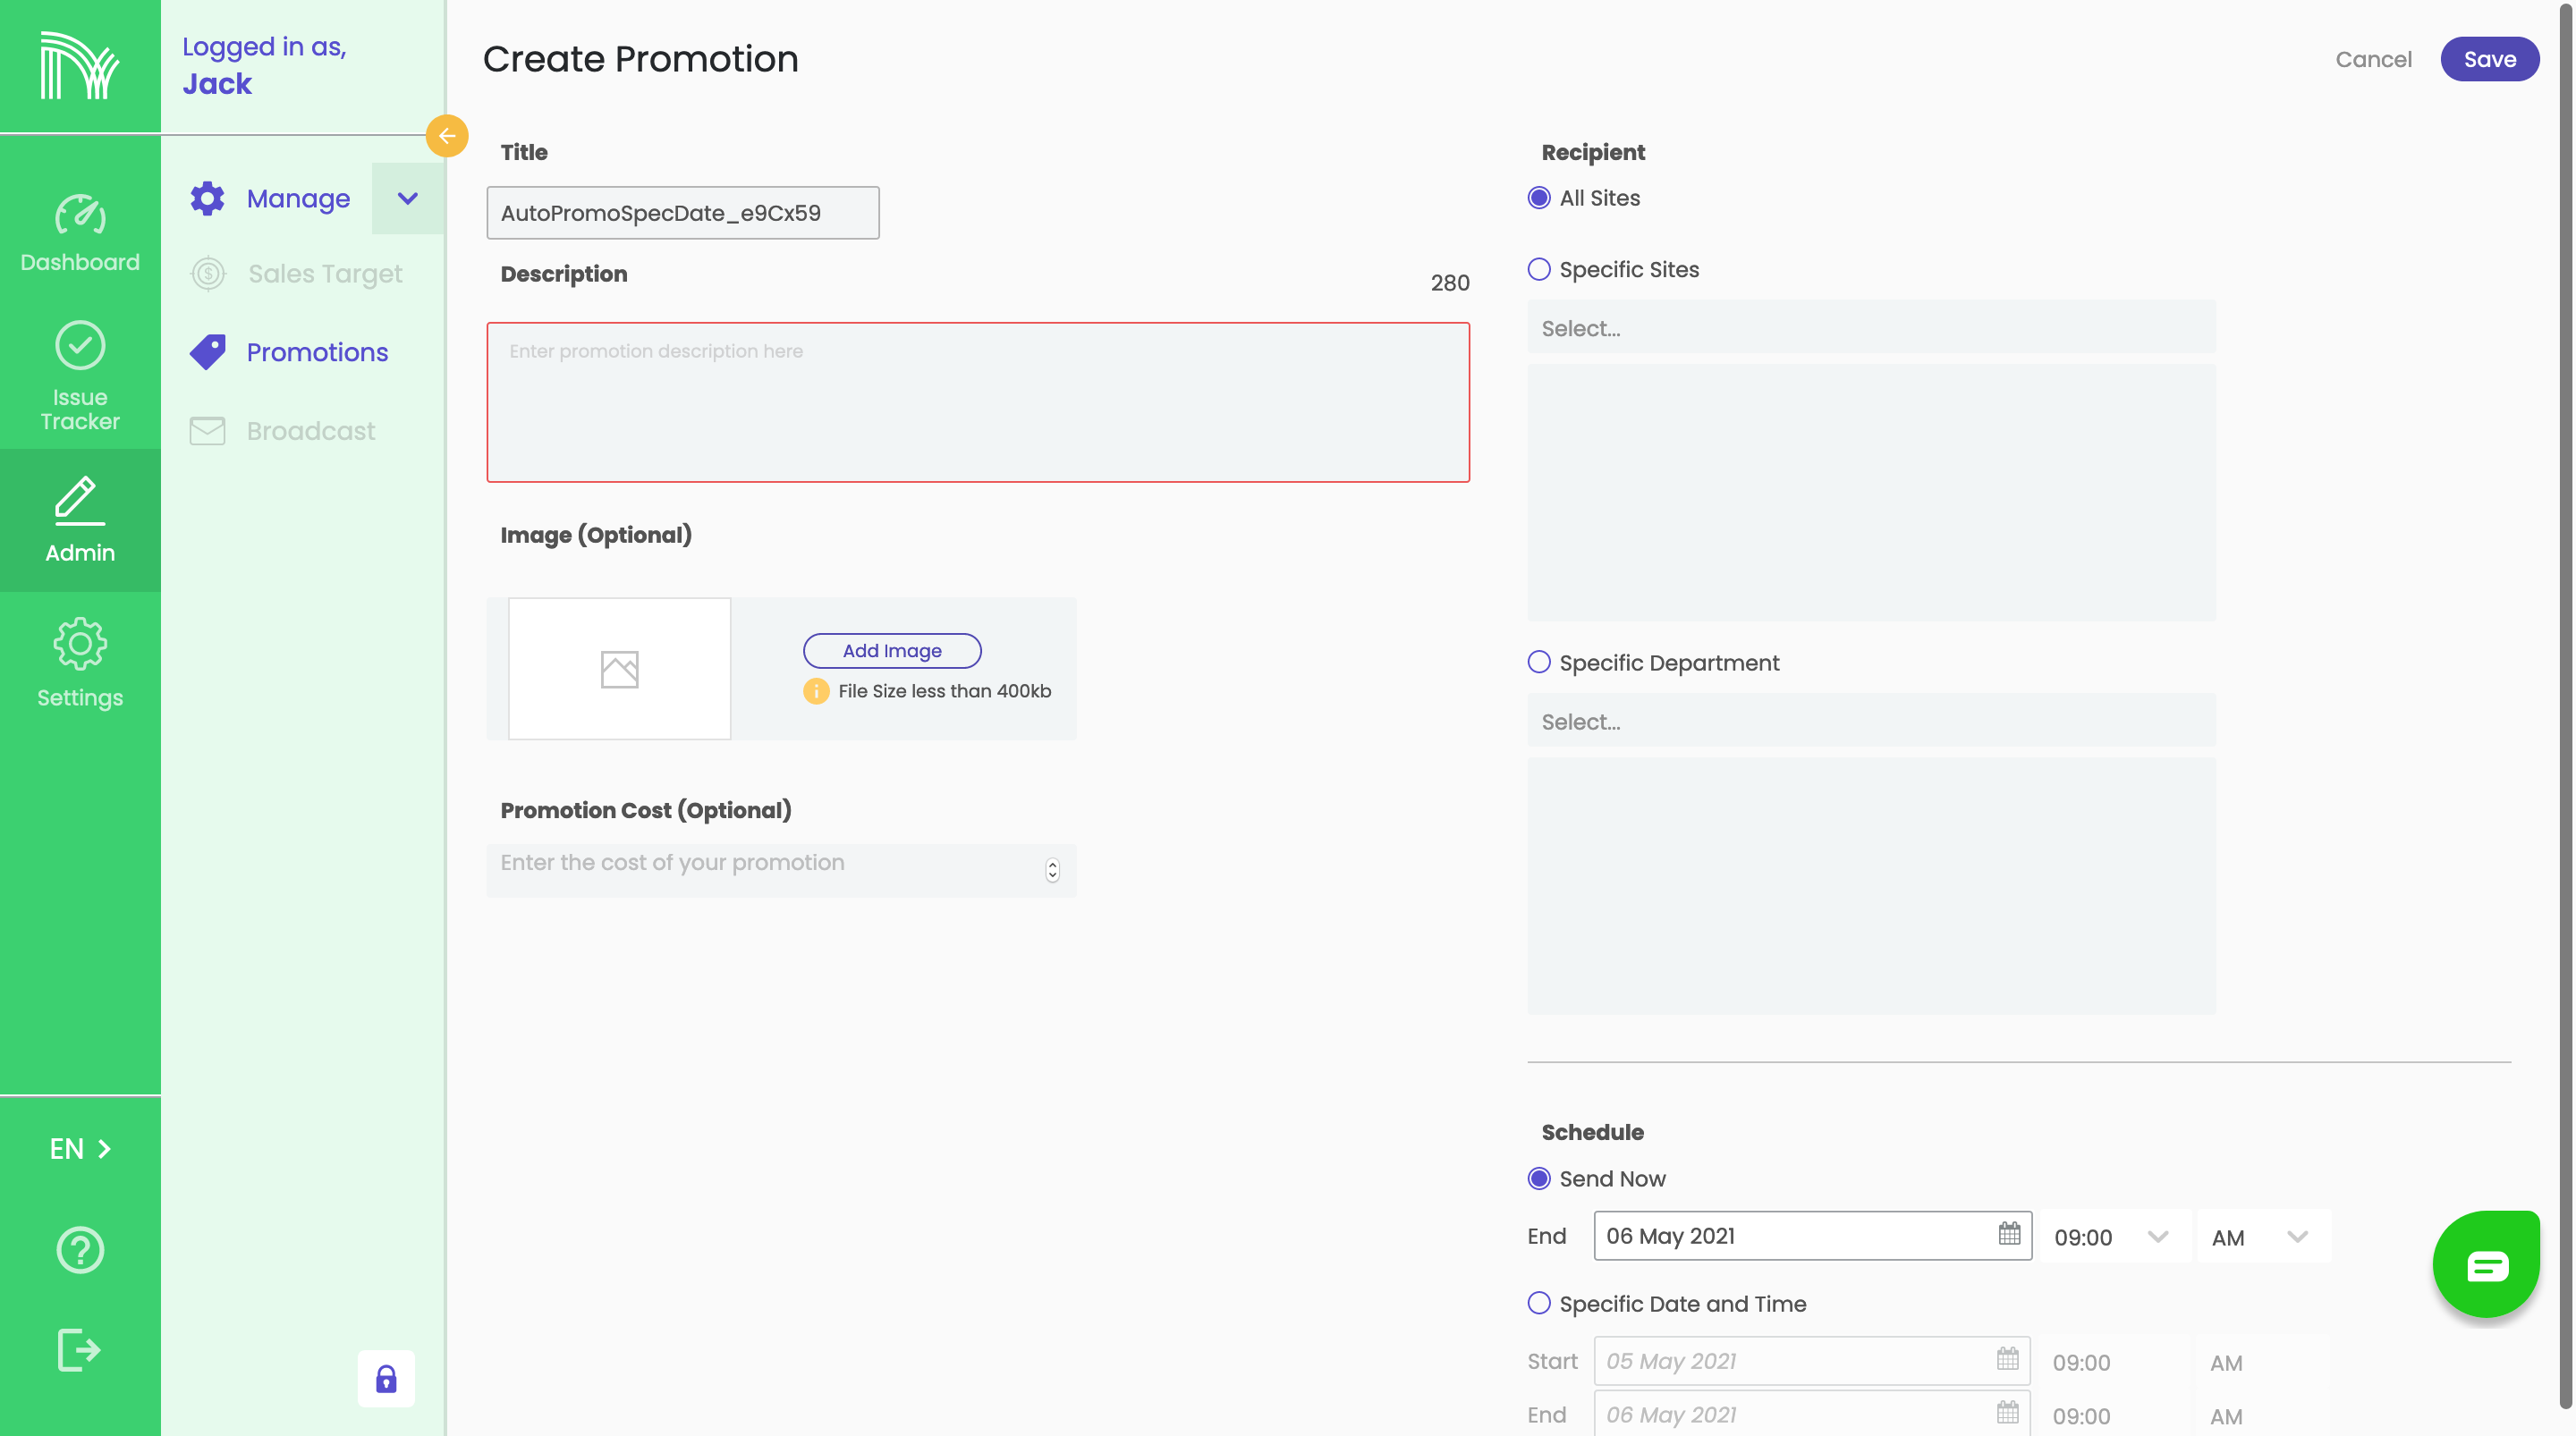 Logged in as,
Jack
Dashboard
Issue
Tracker
Admin
Settings
EN
Manage
Sales Target
Promotions
Broadcast
Create Promotion
Cancel
Save
Title
AutoPromoSpecDate_e9Cx59
Description
280
Enter promotion description here
Image (Optional)
Add Image
File Size less than 400kb
Promotion Cost (Optional)
Enter the cost of your promotion
Recipient
All Sites
Specific Sites
Select...
Specific Department
Select...
Schedule
Send Now
End 06 May 2021 09:00 AM
Specific Date and Time
Start 05 May 2021 09:00 AM
End 06 May 2021 09:00 AM